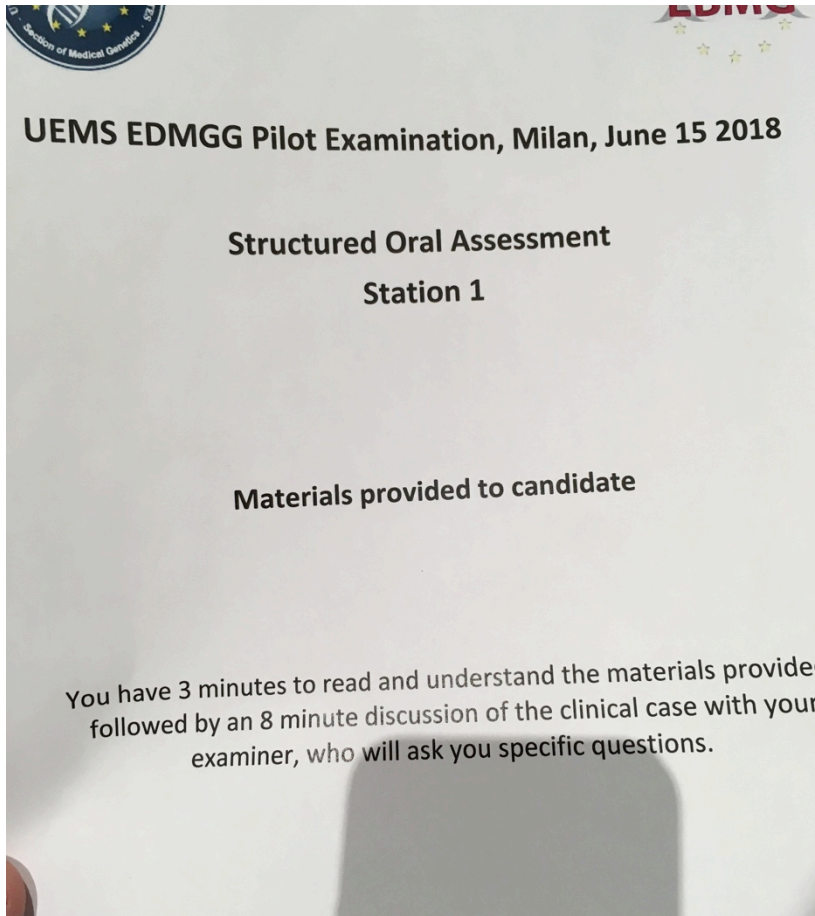 Section of Medical Genetics
UEMS EDMGG Pilot Examination, Milan, June 15 2018
Structured Oral Assessment
Station 1
Materials provided to candidate
You have 3 minutes to read and understand the materials provide
followed by an 8 minute discussion of the clinical case with your
examiner, who will ask you specific questions.